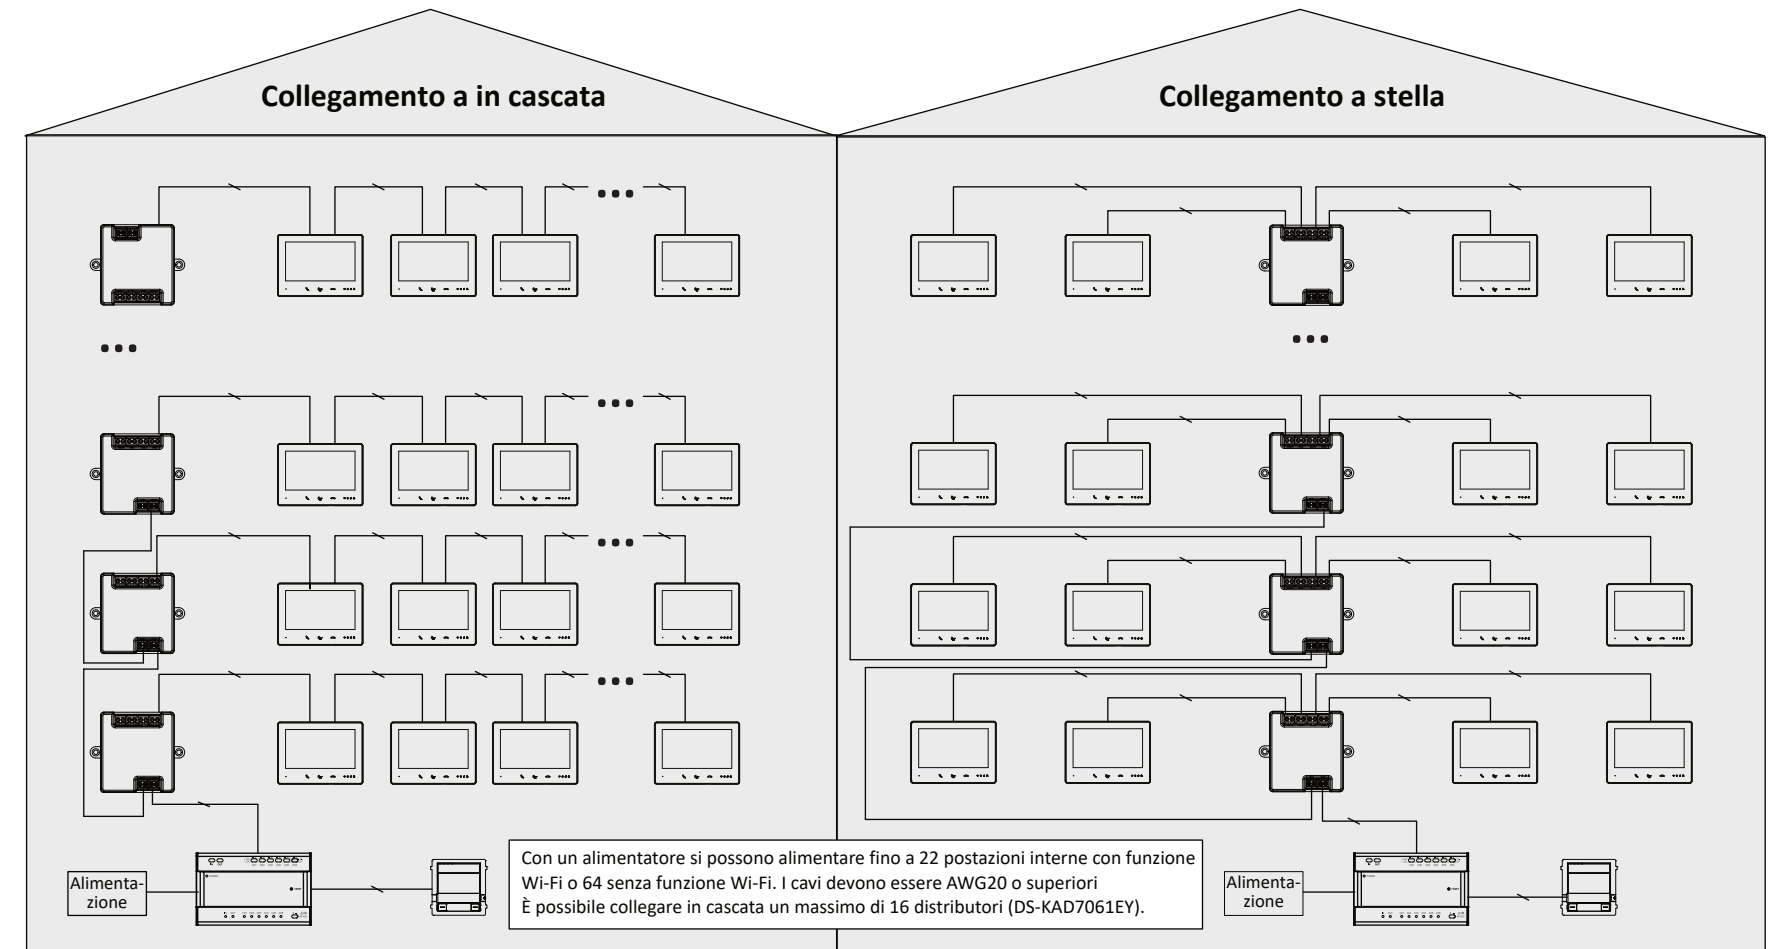 Collegamento a in cascata
Collegamento a stella
Alimenta-
zione
Con un alimentatore si possono alimentare fino a 22 postazioni interne con funzione
Wi-Fi o 64 senza funzione Wi-Fi. I cavi devono essere AWG20 o superiori
È possibile collegare in cascata un massimo di 16 distributori (DS-KAD7061EY).
Alimenta-
zione